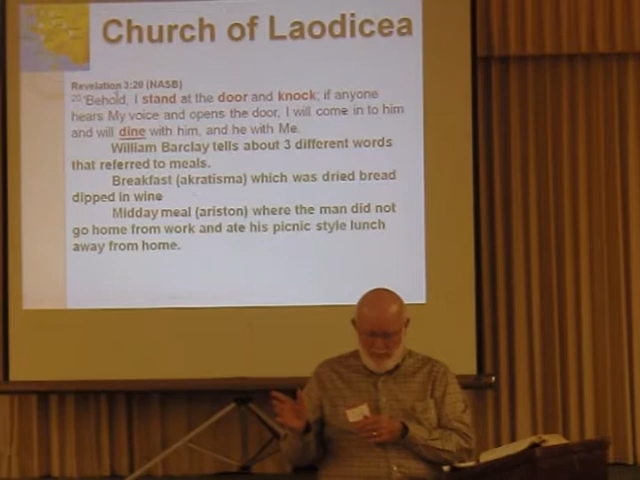 Church of Laodicea
Revelation 3:20 (NASB)
20 'Behold, I stand at the door and knock; if anyone
hears My voice and opens the door, I will come in to him
and will dine with him, and he with Me.
William Barclay tells about 3 different words
that referred to meals.
Breakfast (akratisma) which was dried bread
dipped in wine
Midday meal (ariston) where the man did not
go home from work and ate his picnic style lunch
away from home.